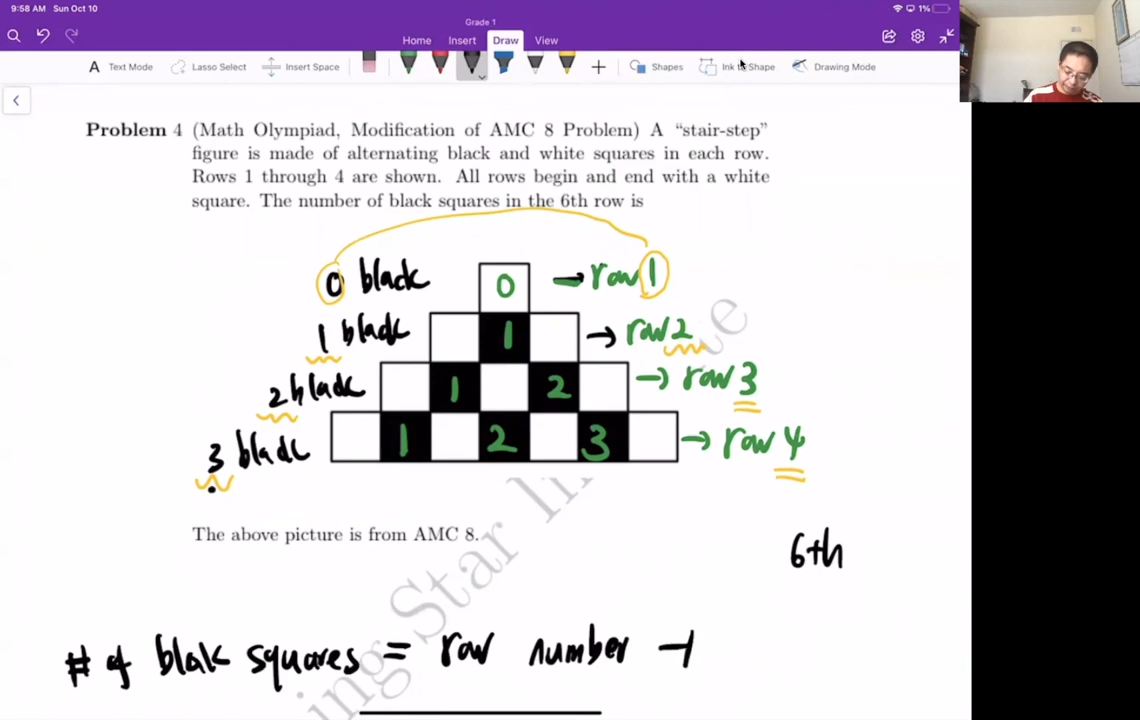 9:58 AM Sun Oct 10
1%
Grade 1
Home Insert Draw View
A Text Mode Lasso Select Insert Space Shapes Ink to Shape Drawing Mode
Problem 4 (Math Olympiad, Modification of AMC 8 Problem) A “stair-step”
figure is made of alternating black and white squares in each row.
Rows 1 through 4 are shown. All rows begin and end with a white
square. The number of black squares in the 6th row is
0 black 0 → row 1
1 black 1 → row 2
2 black 1 2 → row 3
3 black 1 2 3 → row 4
The above picture is from AMC 8.
6th
# of blak squares = row number -1
ing Star